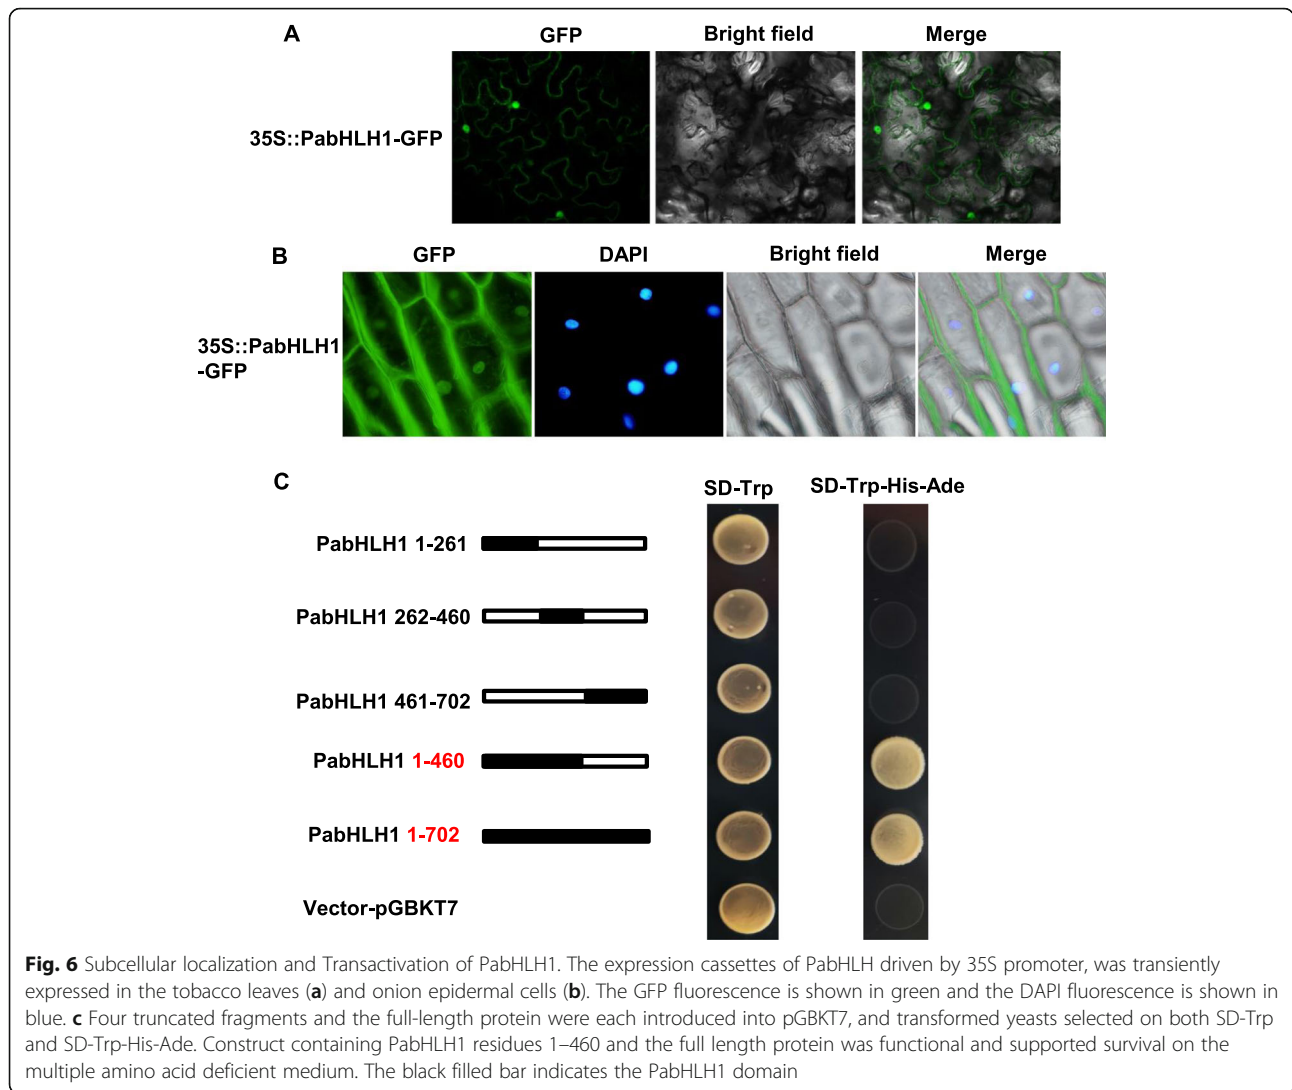 A
GFP
Bright field
Merge
35S::PabHLH1-GFP
B
GFP
DAPI
Bright field
Merge
35S::PabHLH1
-GFP
C
SD-Trp
SD-Trp-His-Ade
PabHLH1 1-261
PabHLH1 262-460
PabHLH1 461-702
PabHLH1 1-460
PabHLH1 1-702
Vector-pGBKT7
Fig. 6 Subcellular localization and Transactivation of PabHLH1. The expression cassettes of PabHLH driven by 35S promoter, was transiently
expressed in the tobacco leaves (a) and onion epidermal cells (b). The GFP fluorescence is shown in green and the DAPI fluorescence is shown in
blue. c Four truncated fragments and the full-length protein were each introduced into pGBKT7, and transformed yeasts selected on both SD-Trp
and SD-Trp-His-Ade. Construct containing PabHLH1 residues 1–460 and the full length protein was functional and supported survival on the
multiple amino acid deficient medium. The black filled bar indicates the PabHLH1 domain